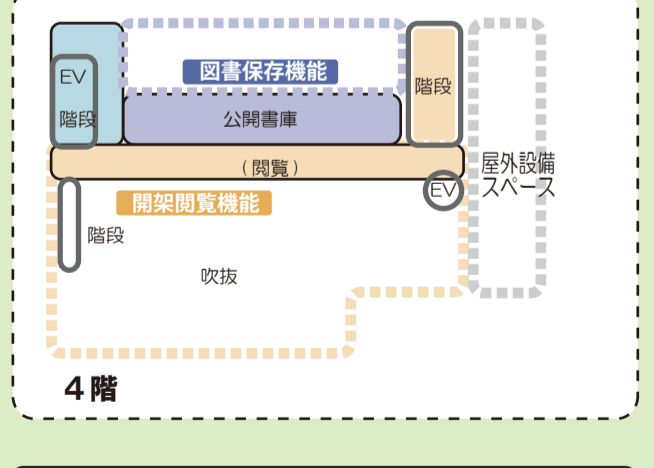 EV
階段
図書保存機能
公開書庫
階段
(閲覧)
EV
屋外設備
スペース
開架閲覧機能
階段
吹抜
4階